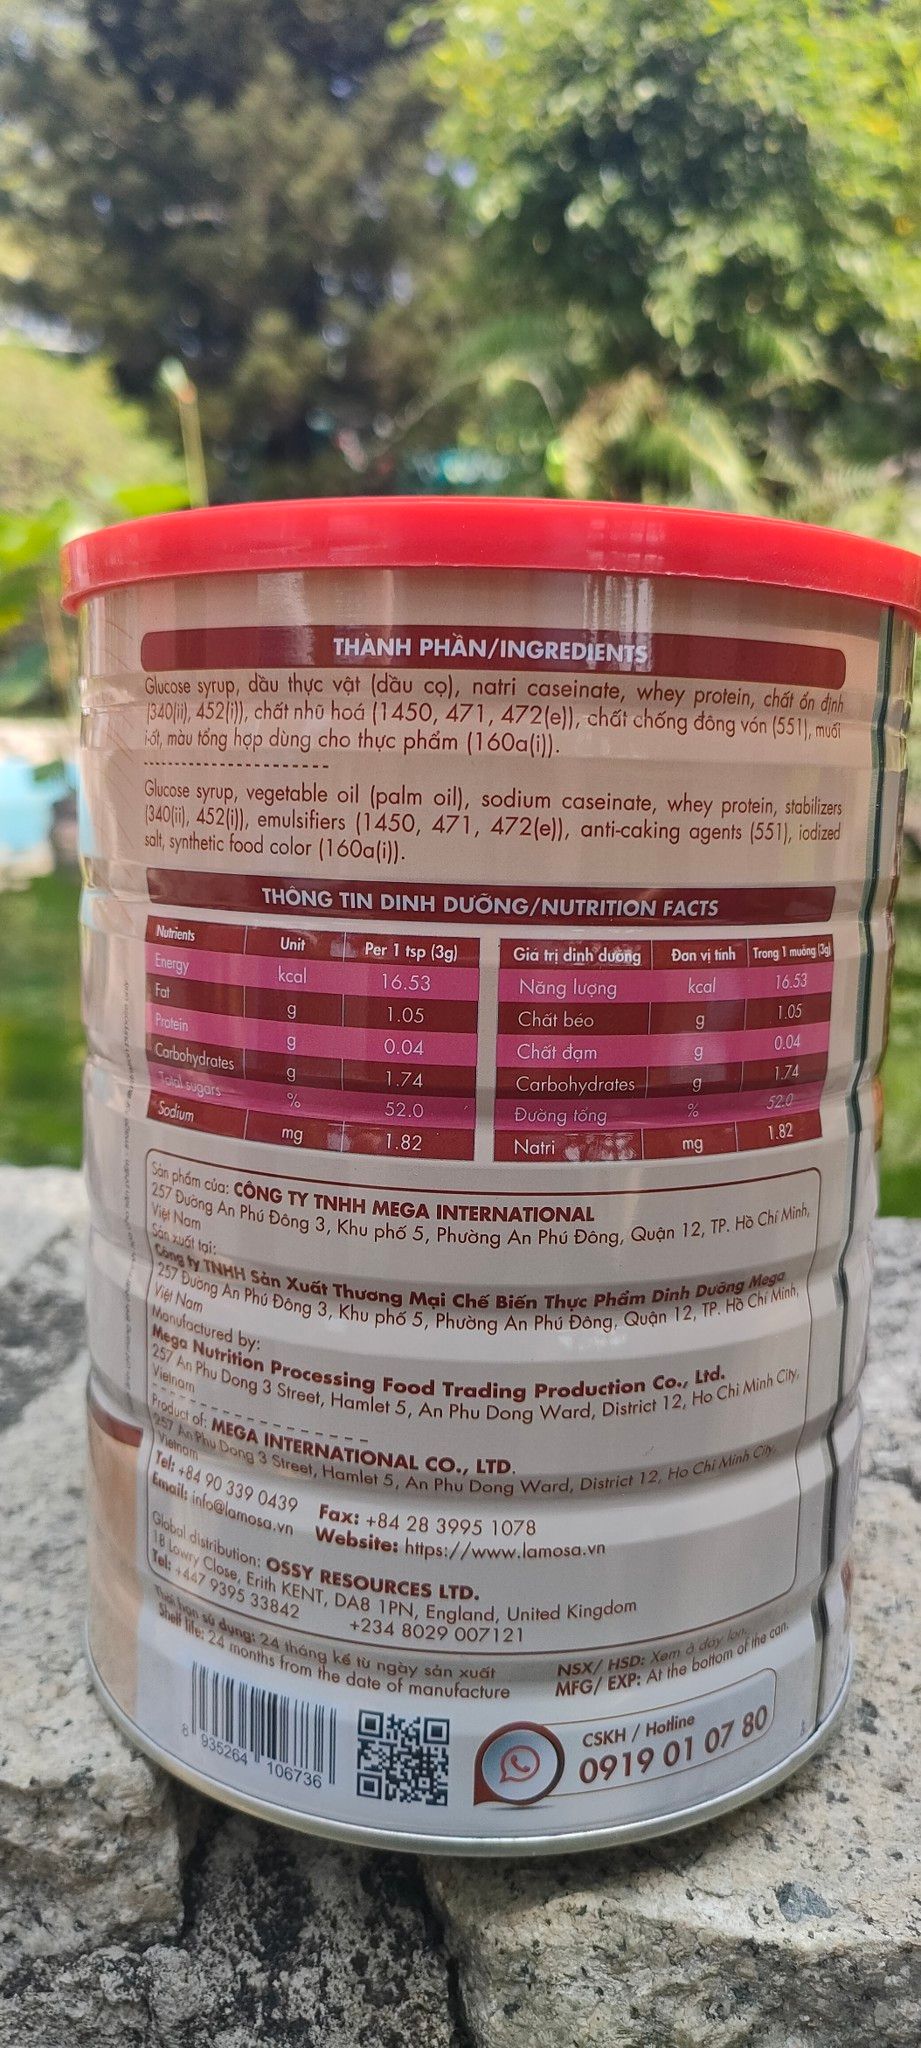 THÀNH PHẦN/INGREDIENTS
Glucose syrup, dầu thực vật (dầu cọ), natri caseinate, whey protein, chất ổn định
(340(ii), 452(i)), chất nhũ hoá (1450, 471, 472(e)), chất chống đông vón (551), muối
i-ốt, màu tổng hợp dùng cho thực phẩm (160a(i)).
Glucose syrup, vegetable oil (palm oil), sodium caseinate, whey protein, stabilizers
(340(ii), 452(i)), emulsifiers (1450, 471, 472(e)), anti-caking agents (551), iodized
salt, synthetic food color (160a(i)).
THÔNG TIN DINH DƯỠNG/NUTRITION FACTS
Nutrients Unit Per 1 tsp (3g)
Energy kcal 16.53
Fat g 1.05
Protein g 0.04
Carbohydrates g 1.74
Total sugars % 52.0
Sodium mg 1.82
Giá trị dinh dưỡng Đơn vị tính Trong 1 muỗng (3g)
Năng lượng kcal 16.53
Chất béo g 1.05
Chất đạm g 0.04
Carbohydrates g 1.74
Đường tổng % 52.0
Natri mg 1.82
Sản phẩm của: CÔNG TY TNHH MEGA INTERNATIONAL
257 Đường An Phú Đông 3, Khu phố 5, Phường An Phú Đông, Quận 12, TP. Hồ Chí Minh,
Việt Nam
Sản xuất tại:
Công ty TNHH Sản Xuất Thương Mại Chế Biến Thực Phẩm Dinh Dưỡng Mega
257 Đường An Phú Đông 3, Khu phố 5, Phường An Phú Đông, Quận 12, TP. Hồ Chí Minh,
Việt Nam
Manufactured by:
Mega Nutrition Processing Food Trading Production Co., Ltd.
257 An Phu Dong 3 Street, Hamlet 5, An Phu Dong Ward, District 12, Ho Chi Minh City,
Vietnam
Product of: MEGA INTERNATIONAL CO., LTD.
257 An Phu Dong 3 Street, Hamlet 5, An Phu Dong Ward, District 12, Ho Chi Minh City,
Vietnam
Tel: +84 90 339 0439 Fax: +84 28 3995 1078
Email: info@lamosa.vn Website: https://www.lamosa.vn
Global distribution: OSSY RESOURCES LTD.
18 Lowry Close, Erith KENT, DA8 1PN, England, United Kingdom
Tel: +447 9395 33842 +234 8029 007121
Thời hạn sử dụng: 24 tháng kể từ ngày sản xuất
Shelf life: 24 months from the date of manufacture
NSX/ HSD: Xem ở đáy lon.
MFG/ EXP: At the bottom of the can.
8 935264 106736
CSKH / Hotline
0919 01 07 80